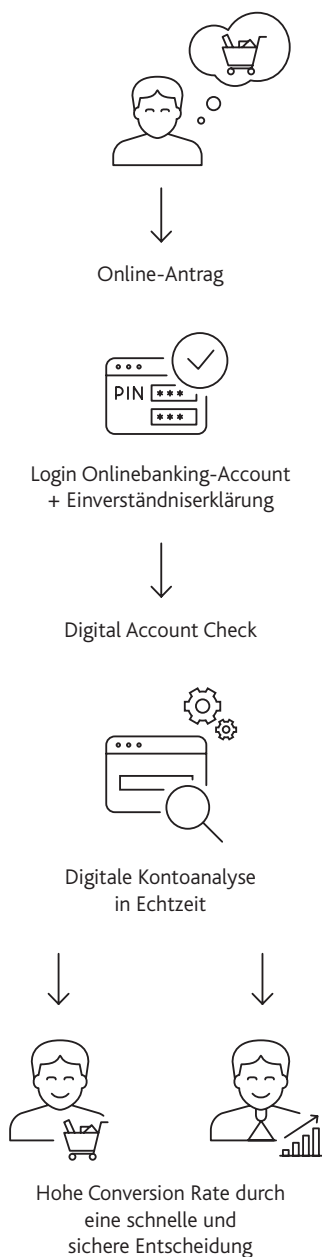 Online-Antrag
PIN ***
***
Login Onlinebanking-Account
+ Einverständniserklärung
Digital Account Check
Digitale Kontoanalyse
in Echtzeit
Hohe Conversion Rate durch
eine schnelle und
sichere Entscheidung